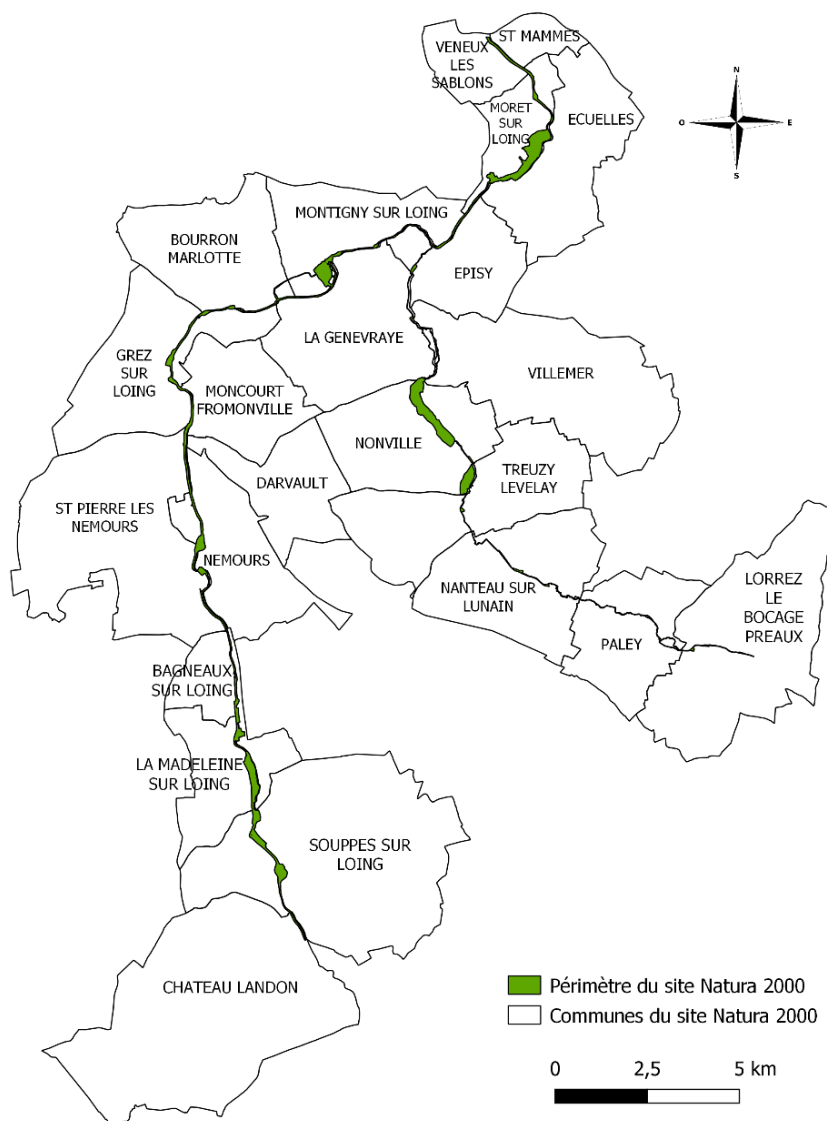 ST MAMMES
VENEUX
LES
SABLONS
MORET
SUR
LOING
ECUELLES
N
O
E
S
MONTIGNY SUR LOING
BOURRON
MARLOTTE
EPISY
LA GENEVRAYE
GREZ
SUR
LOING
MONCOURT
FROMONVILLE
VILLEMER
NONVILLE
DARVAULT
TREUZY
LEVELAY
ST PIERRE LES
NEMOURS
NEMOURS
NANTEAU SUR
LUNAIN
LORREZ
LE
BOCAGE
PREAUX
PALEY
BAGNEAUX
SUR LOING
LA MADELEINE
SUR LOING
SOUPPES SUR
LOING
CHATEAU LANDON
Périmètre du site Natura 2000
Communes du site Natura 2000
0 2,5 5 km